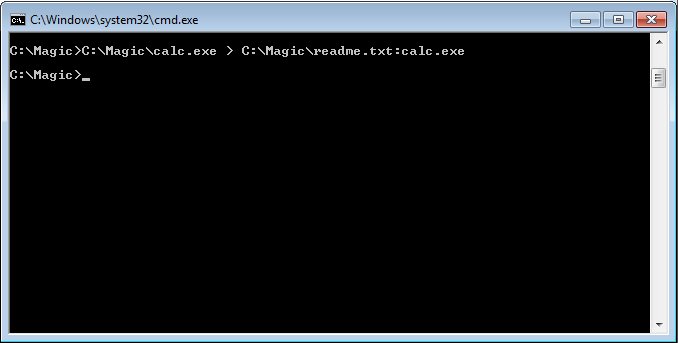 C:\Windows\system32\cmd.exe
C:\Magic>C:\Magic\calc.exe > C:\Magic\readme.txt:calc.exe
C:\Magic>_